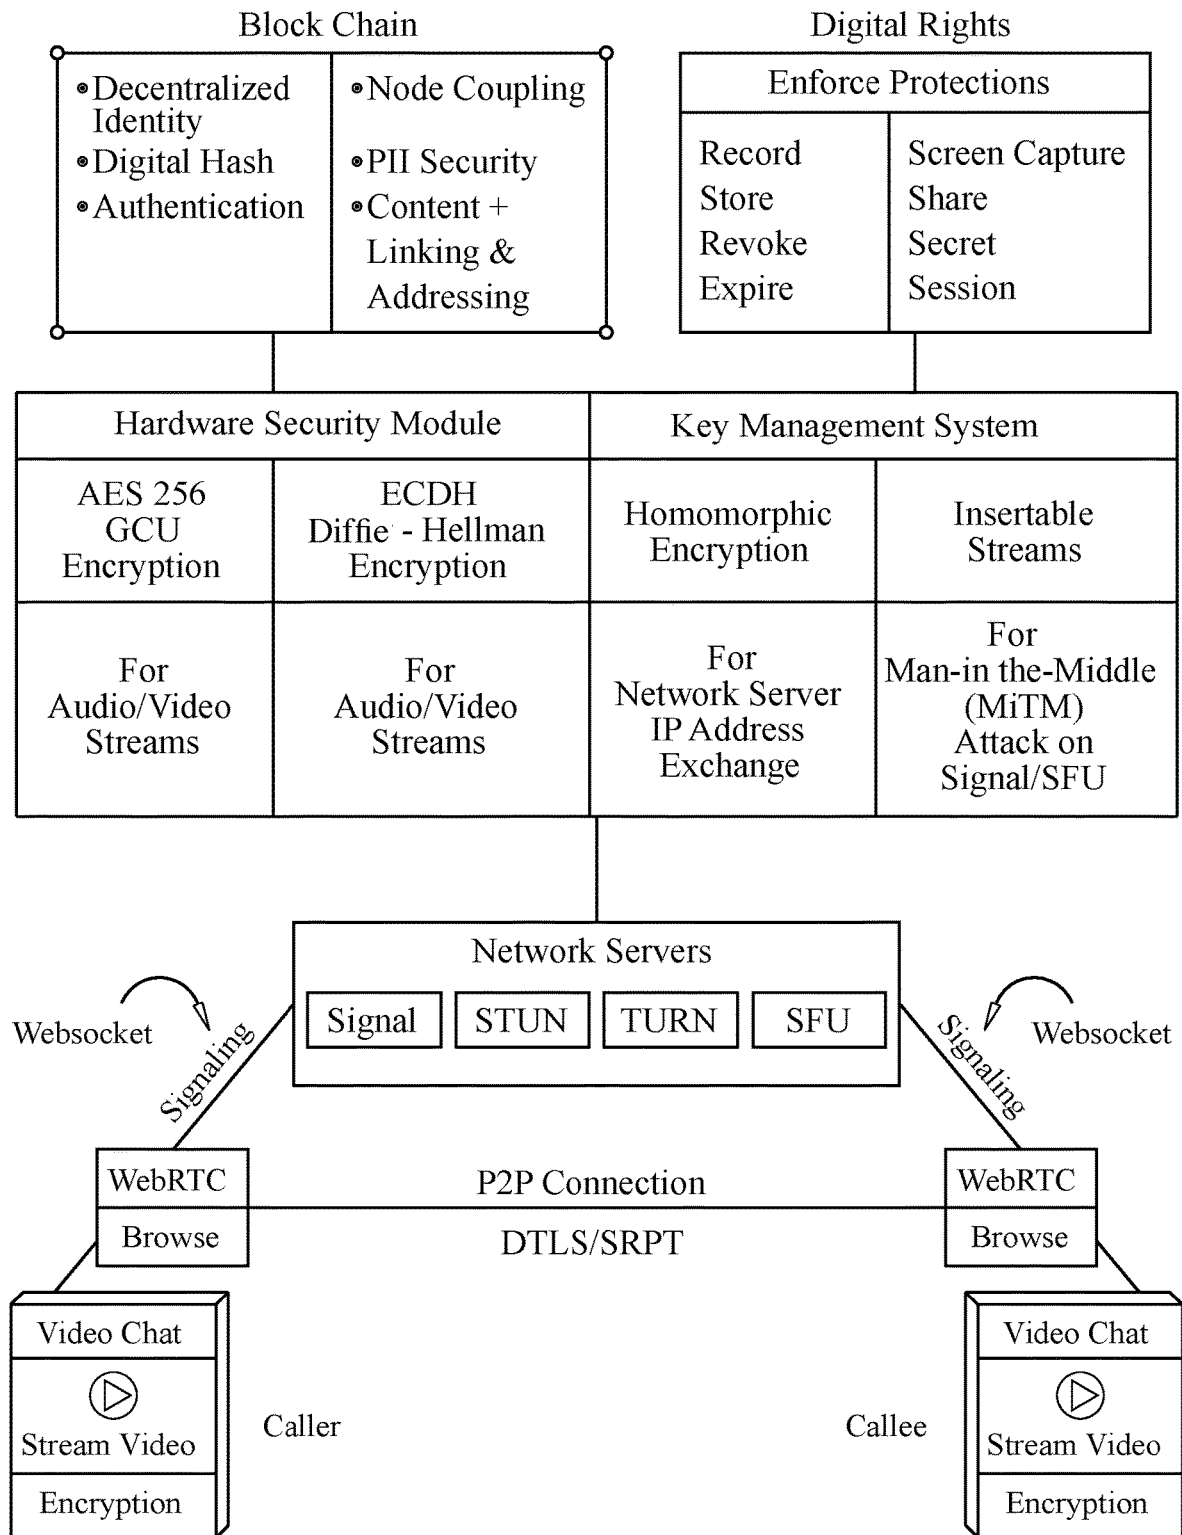 Block Chain
Decentralized
Identity
Digital Hash
Authentication
Node Coupling
PII Security
Content +
Linking &
Addressing
Digital Rights
Enforce Protections
Record
Store
Revoke
Expire
Screen Capture
Share
Secret
Session
Hardware Security Module
Key Management System
AES 256
GCU
Encryption
ECDH
Diffie - Hellman
Encryption
Homomorphic
Encryption
Insertable
Streams
For
Audio/Video
Streams
For
Audio/Video
Streams
For
Network Server
IP Address
Exchange
For
Man-in the-Middle
(MiTM)
Attack on
Signal/SFU
Network Servers
Signal
STUN
TURN
SFU
Websocket
Signaling
Signaling
Websocket
WebRTC
Browse
P2P Connection
DTLS/SRPT
WebRTC
Browse
Video Chat
Stream Video
Encryption
Caller
Callee
Video Chat
Stream Video
Encryption